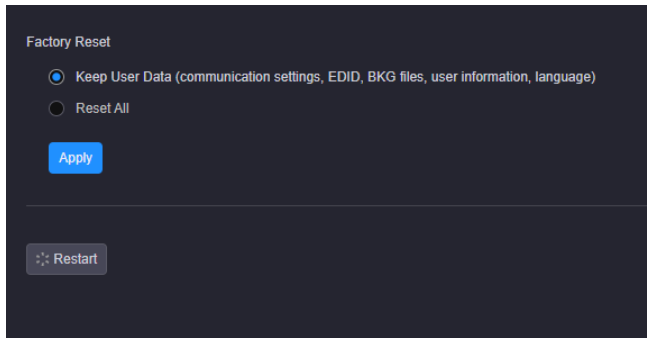 Factory Reset
Keep User Data (communication settings, EDID, BKG files, user information, language)
Reset All
Apply
Restart